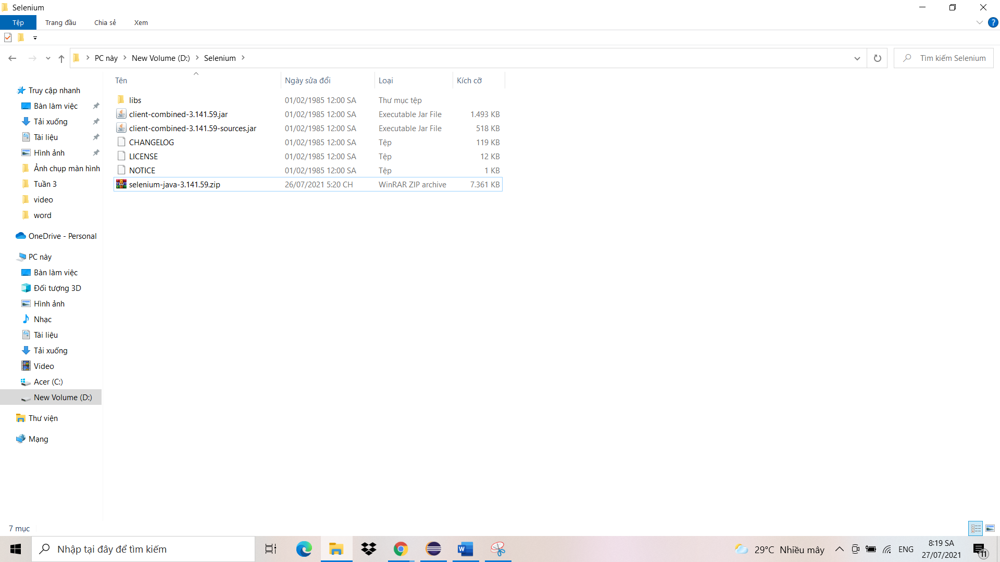 Selenium
Tệp Trang đầu Chia sẻ Xem
PC này New Volume (D:) Selenium Tìm kiếm Selenium
Tên Ngày sửa đổi Loại Kích cỡ
libs 01/02/1985 12:00 SA Thư mục tệp
client-combined-3.141.59.jar 01/02/1985 12:00 SA Executable Jar File 1.493 KB
client-combined-3.141.59-sources.jar 01/02/1985 12:00 SA Executable Jar File 518 KB
CHANGELOG 01/02/1985 12:00 SA Tệp 119 KB
LICENSE 01/02/1985 12:00 SA Tệp 12 KB
NOTICE 01/02/1985 12:00 SA Tệp 1 KB
selenium-java-3.141.59.zip 26/07/2021 5:20 CH WinRAR ZIP archive 7.361 KB
Truy cập nhanh
Bàn làm việc
Tải xuống
Tài liệu
Hình ảnh
Ảnh chụp màn hình
Tuần 3
video
word
OneDrive - Personal
PC này
Bàn làm việc
Đối tượng 3D
Hình ảnh
Nhạc
Tài liệu
Tải xuống
Video
Acer (C:)
New Volume (D:)
Thư viện
Mạng
7 mục
Nhập tại đây để tìm kiếm
29°C Nhiều mây
ENG
8:19 SA
27/07/2021
11